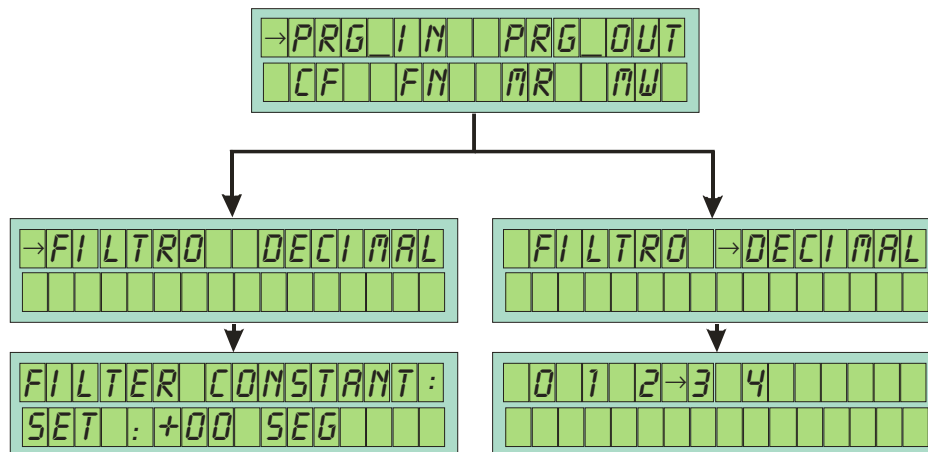 →PRG_IN PRG_OUT
CF FN MR MW
→FILTRO DECIMAL
FILTRO →DECIMAL
FILTER CONSTANT:
SET :+00 SEG
0 1 2→3 4